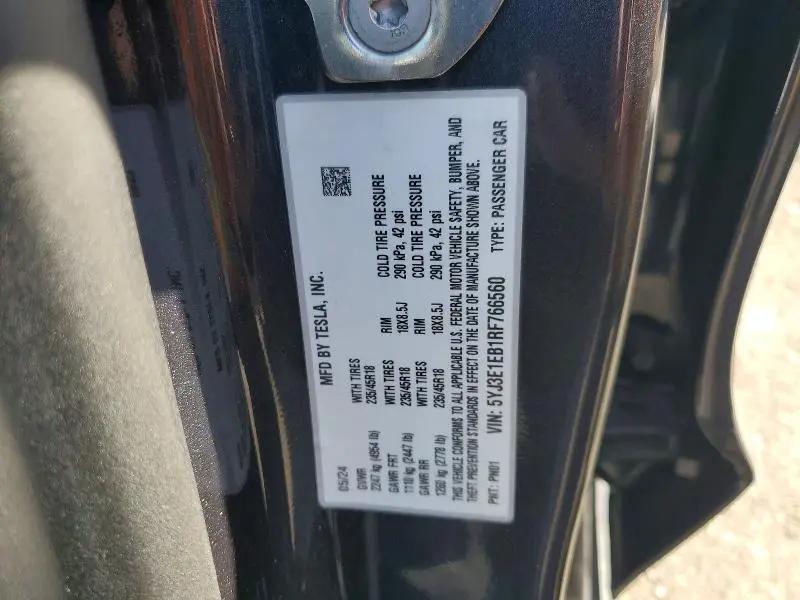 MFD BY TESLA, INC.
05/24
GVWR WITH TIRES RIM COLD TIRE PRESSURE
2247 kg (4954 lb) 235/45R18 18X8.5J 290 kPa, 42 psi
GAWR FRT WITH TIRES RIM COLD TIRE PRESSURE
1110 kg (2447 lb) 235/45R18 18X8.5J 290 kPa, 42 psi
GAWR RR WITH TIRES
1260 kg (2778 lb) 235/45R18
THIS VEHICLE CONFORMS TO ALL APPLICABLE U.S. FEDERAL MOTOR VEHICLE SAFETY, BUMPER, AND
THEFT PREVENTION STANDARDS IN EFFECT ON THE DATE OF MANUFACTURE SHOWN ABOVE.
VIN: 5YJ3E1EB1RF766560 TYPE: PASSENGER CAR
PNT: PN01